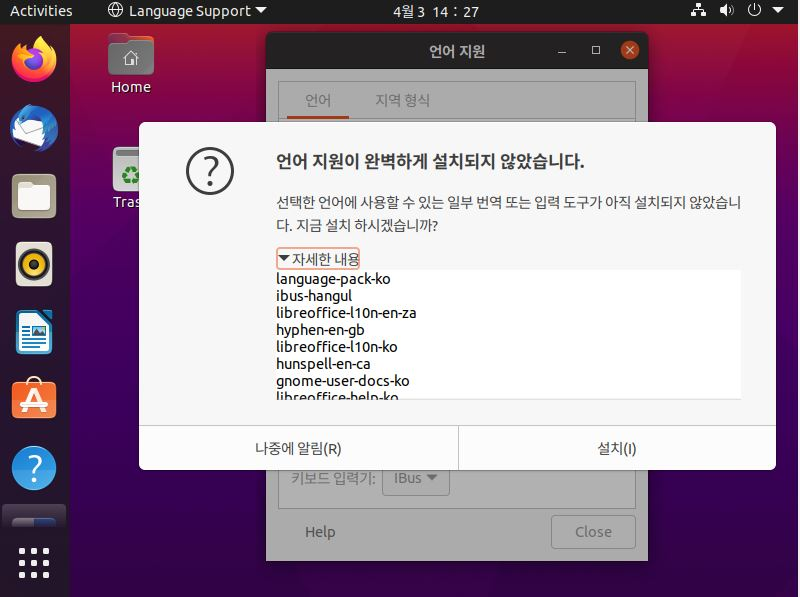 Activities
Language Support
4월 3 14 : 27
Home
언어 지원
언어
지역 형식
언어 지원이 완벽하게 설치되지 않았습니다.
선택한 언어에 사용할 수 있는 일부 번역 또는 입력 도구가 아직 설치되지 않았습니
다. 지금 설치 하시겠습니까?
자세한 내용
language-pack-ko
ibus-hangul
libreoffice-l10n-en-za
hyphen-en-gb
libreoffice-l10n-ko
hunspell-en-ca
gnome-user-docs-ko
libreoffice-help-ko
Tras
나중에 알림(R)
설치(I)
키보드 입력기:
IBus
Help
Close